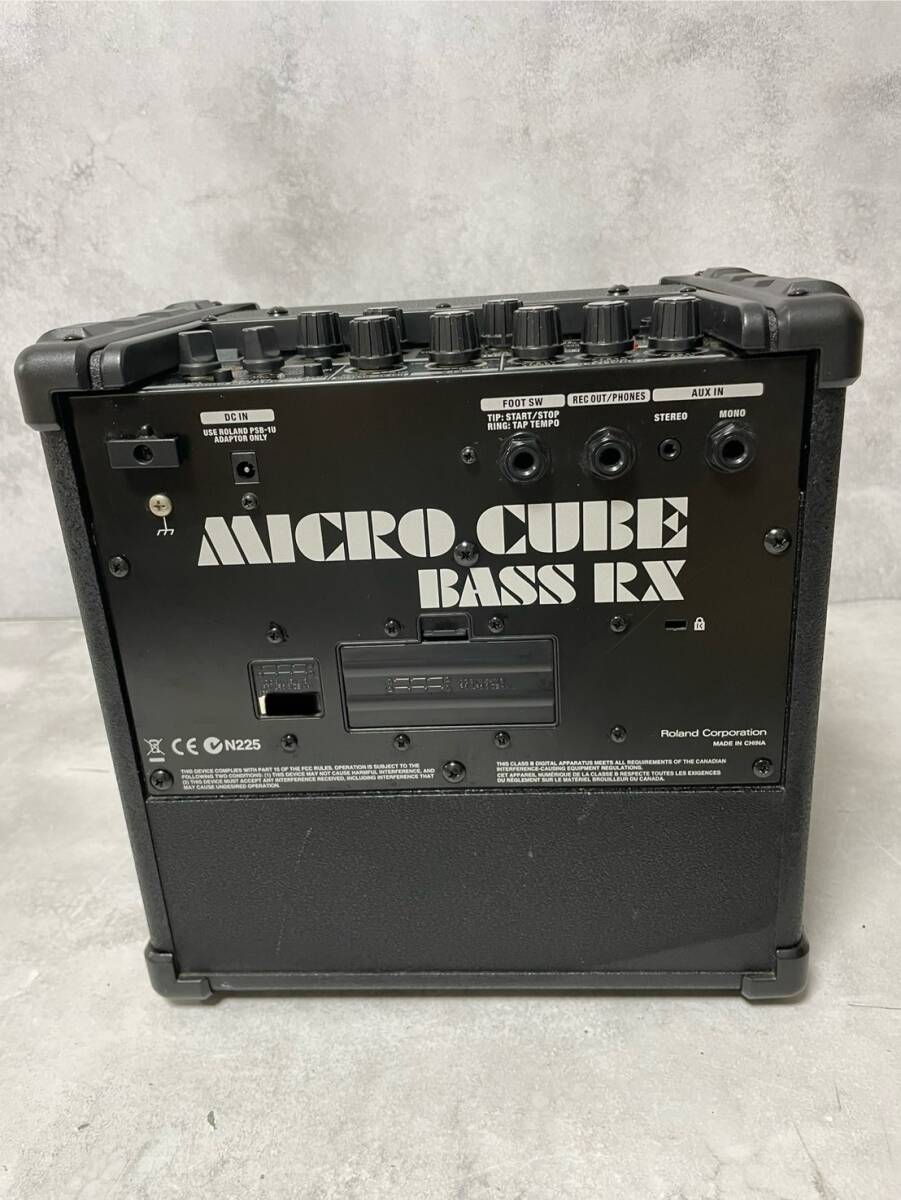 DC IN
USE ROLAND PSB-1U
ADAPTOR ONLY
FOOT SW
TIP: START/STOP
RING: TAP TEMPO
REC OUT/PHONES
AUX IN
STEREO
MONO
MICRO CUBE
BASS RX
CE N225
Roland Corporation
MADE IN CHINA
THIS DEVICE COMPLIES WITH PART 15 OF THE FCC RULES. OPERATION IS SUBJECT TO THE
FOLLOWING TWO CONDITIONS: (1) THIS DEVICE MAY NOT CAUSE HARMFUL INTERFERENCE, AND
(2) THIS DEVICE MUST ACCEPT ANY INTERFERENCE RECEIVED, INCLUDING INTERFERENCE THAT
MAY CAUSE UNDESIRED OPERATION.
THIS CLASS B DIGITAL APPARATUS MEETS ALL REQUIREMENTS OF THE CANADIAN
INTERFERENCE-CAUSING EQUIPMENT REGULATIONS.
CET APPAREIL NUMÉRIQUE DE LA CLASSE B RESPECTE TOUTES LES EXIGENCES
DU RÈGLEMENT SUR LE MATÉRIEL BROUILLEUR DU CANADA.